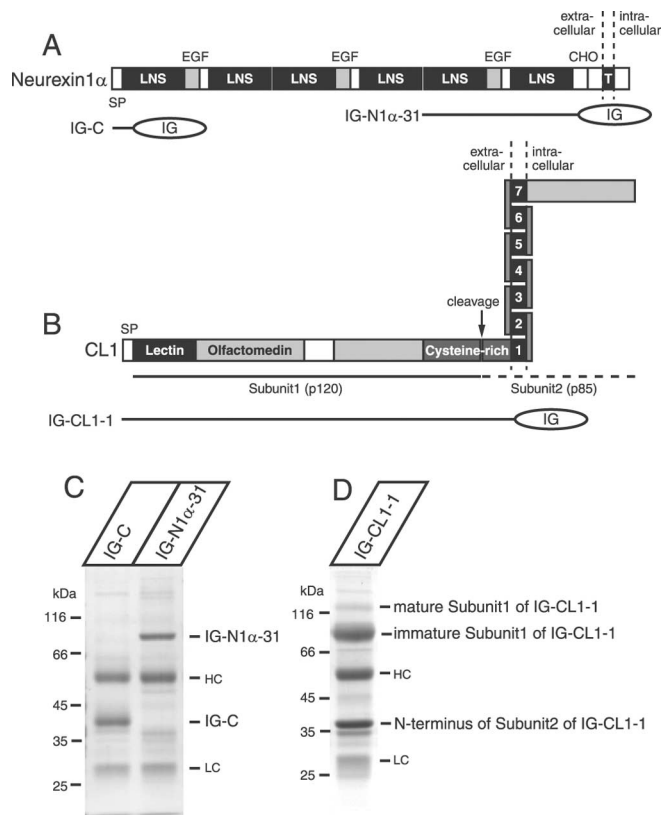 A
extra-
cellular
intra-
cellular
EGF EGF EGF CHO
Neurexin1α LNS LNS LNS LNS LNS LNS T
SP
IG-C IG
IG-N1α-31 IG
extra-
cellular
intra-
cellular
7
6
5
4
3
2
cleavage
B
SP
CL1 Lectin Olfactomedin Cysteine-rich 1
Subunit1 (p120) Subunit2 (p85)
IG-CL1-1 IG
C
IG-C
IG-N1α-31
kDa
116
66
45
35
25
IG-N1α-31
HC
IG-C
LC
D
IG-CL1-1
kDa
116
66
45
35
25
mature Subunit1 of IG-CL1-1
immature Subunit1 of IG-CL1-1
HC
N-terminus of Subunit2 of IG-CL1-1
LC